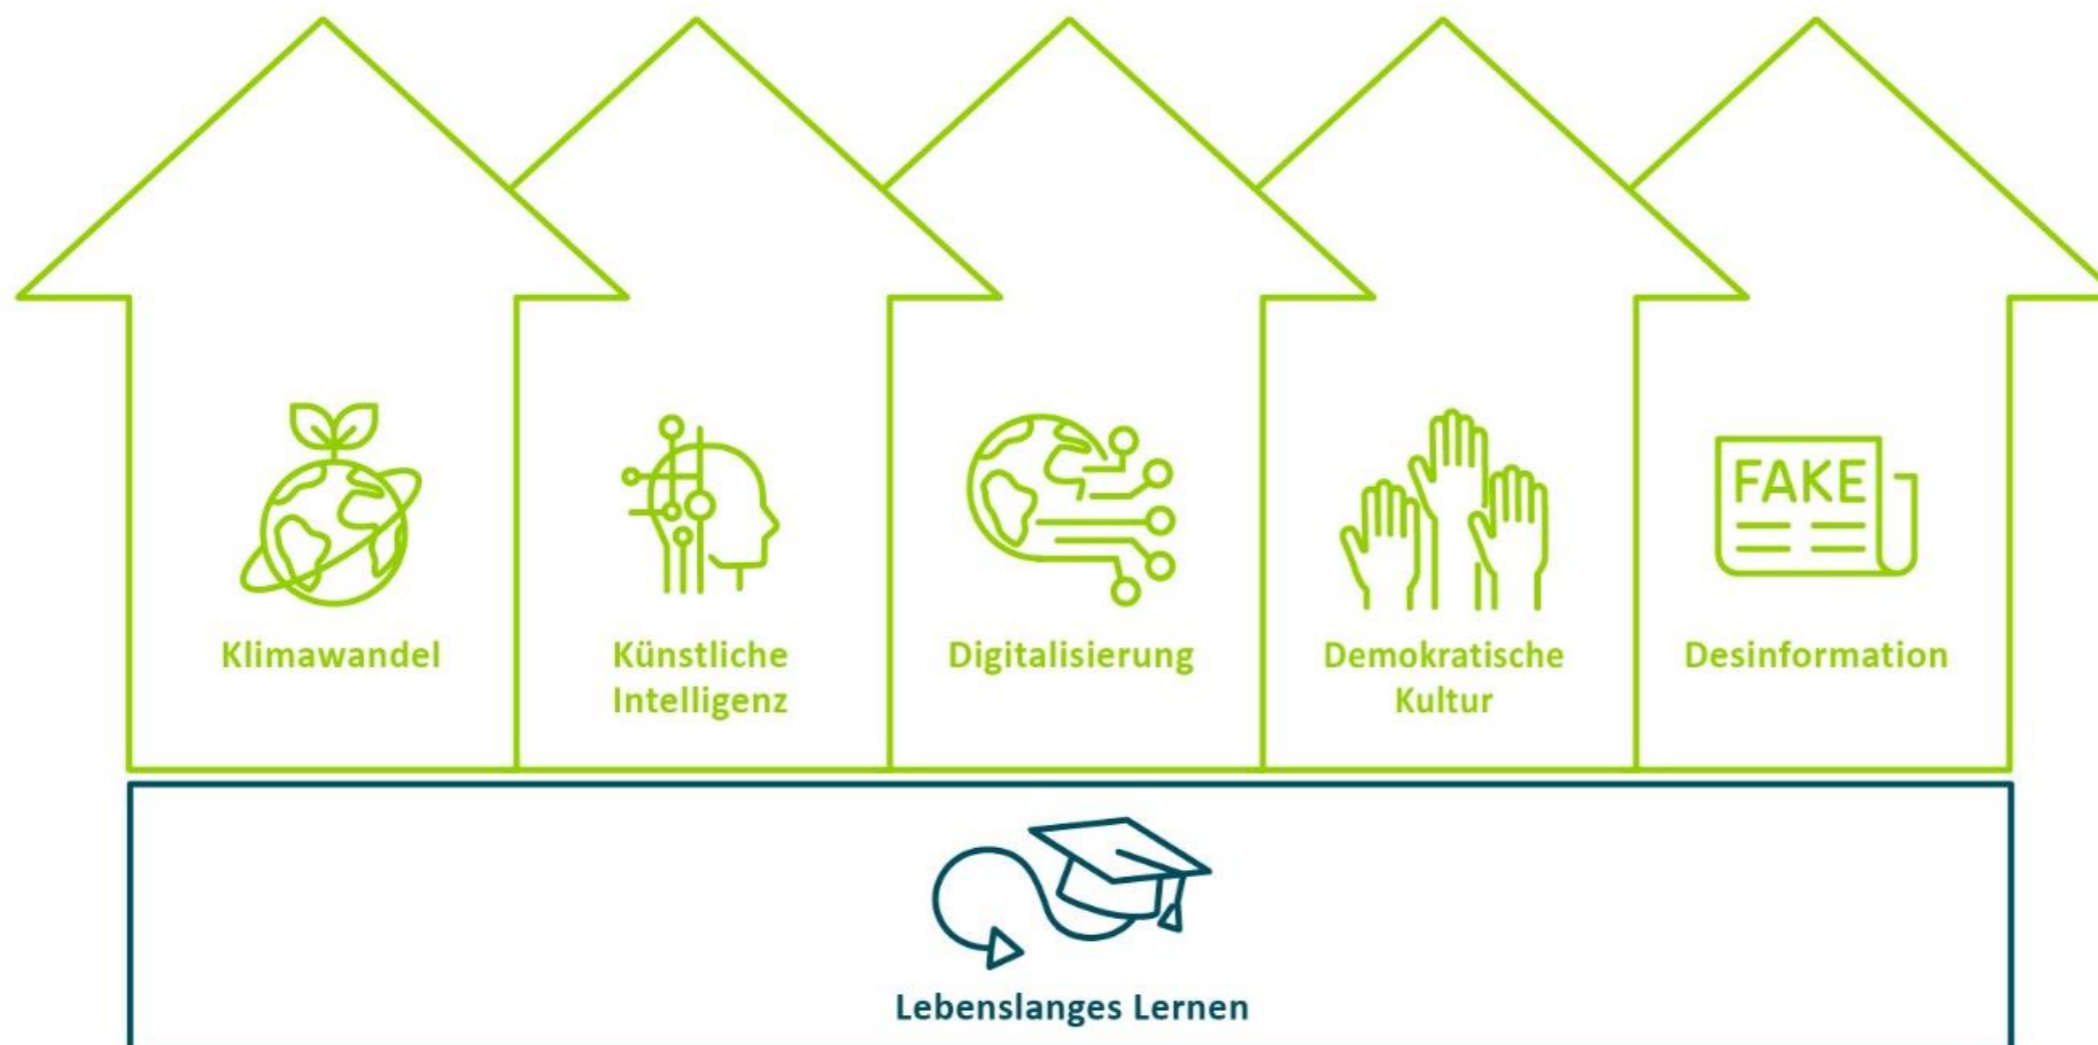 FAKE
Klimawandel
Künstliche
Intelligenz
Digitalisierung
Demokratische
Kultur
Desinformation
Lebenslanges Lernen